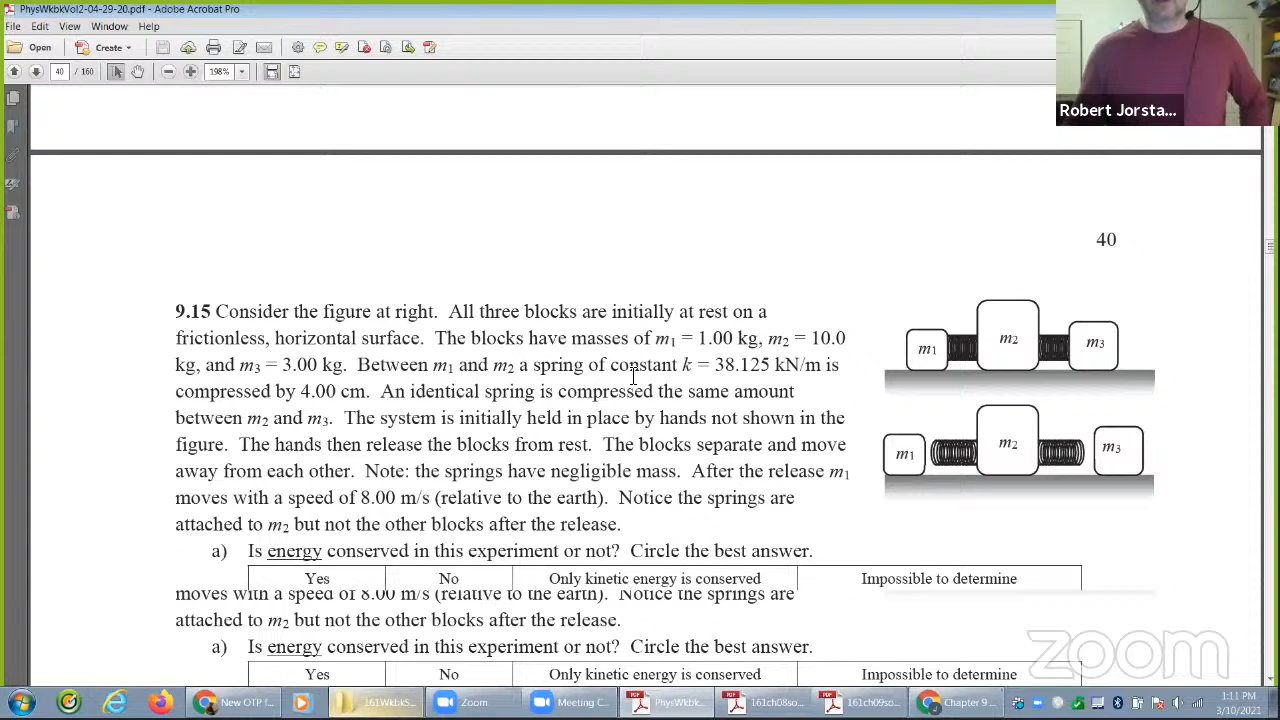 PhysWkbkVol2-04-29-20.pdf - Adobe Acrobat Pro
File Edit View Window Help
Open Create
40 / 160 198%
Robert Jorsta...
40
9.15 Consider the figure at right. All three blocks are initially at rest on a
frictionless, horizontal surface. The blocks have masses of m₁ = 1.00 kg, m₂ = 10.0
kg, and m₃ = 3.00 kg. Between m₁ and m₂ a spring of constant k = 38.125 kN/m is
compressed by 4.00 cm. An identical spring is compressed the same amount
between m₂ and m₃. The system is initially held in place by hands not shown in the
figure. The hands then release the blocks from rest. The blocks separate and move
away from each other. Note: the springs have negligible mass. After the release m₁
moves with a speed of 8.00 m/s (relative to the earth). Notice the springs are
attached to m₂ but not the other blocks after the release.
m₁ m₂ m₃
m₁ m₂ m₃
a) Is energy conserved in this experiment or not? Circle the best answer.
Yes No Only kinetic energy is conserved Impossible to determine
moves with a speed of 8.00 m/s (relative to the earth). Notice the springs are
attached to m₂ but not the other blocks after the release.
a) Is energy conserved in this experiment or not? Circle the best answer.
Yes No Only kinetic energy is conserved Impossible to determine
zoom
New OTP f... 161WkbkS... Zoom Meeting C... PhysWkbk... 161ch08so... 161ch09so... Chapter 9 ... 1:11 PM
3/10/2021